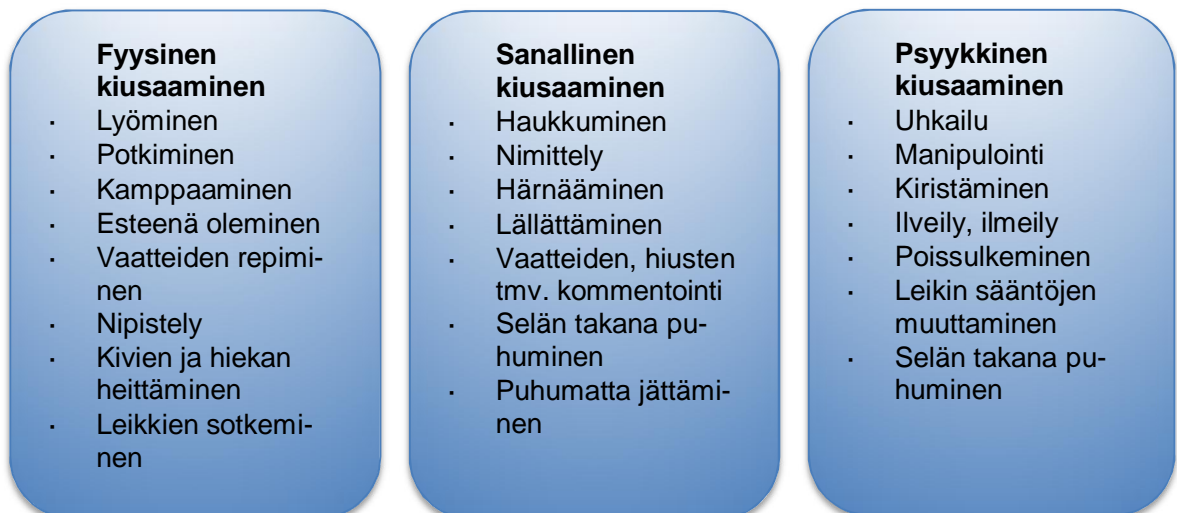 Fyysinen
kiusaaminen
· Lyöminen
· Potkiminen
· Kamppaaminen
· Esteenä oleminen
· Vaatteiden repimi-
nen
· Nipistely
· Kivien ja hiekan
heittäminen
· Leikkien sotkemi-
nen
Sanallinen
kiusaaminen
· Haukkuminen
· Nimittely
· Härnääminen
· Lällättäminen
· Vaatteiden, hiusten
tmv. kommentointi
· Selän takana pu-
huminen
· Puhumatta jättämi-
nen
Psyykkinen
kiusaaminen
· Uhkailu
· Manipulointi
· Kiristäminen
· Ilveily, ilmeily
· Poissulkeminen
· Leikin sääntöjen
muuttaminen
· Selän takana pu-
huminen